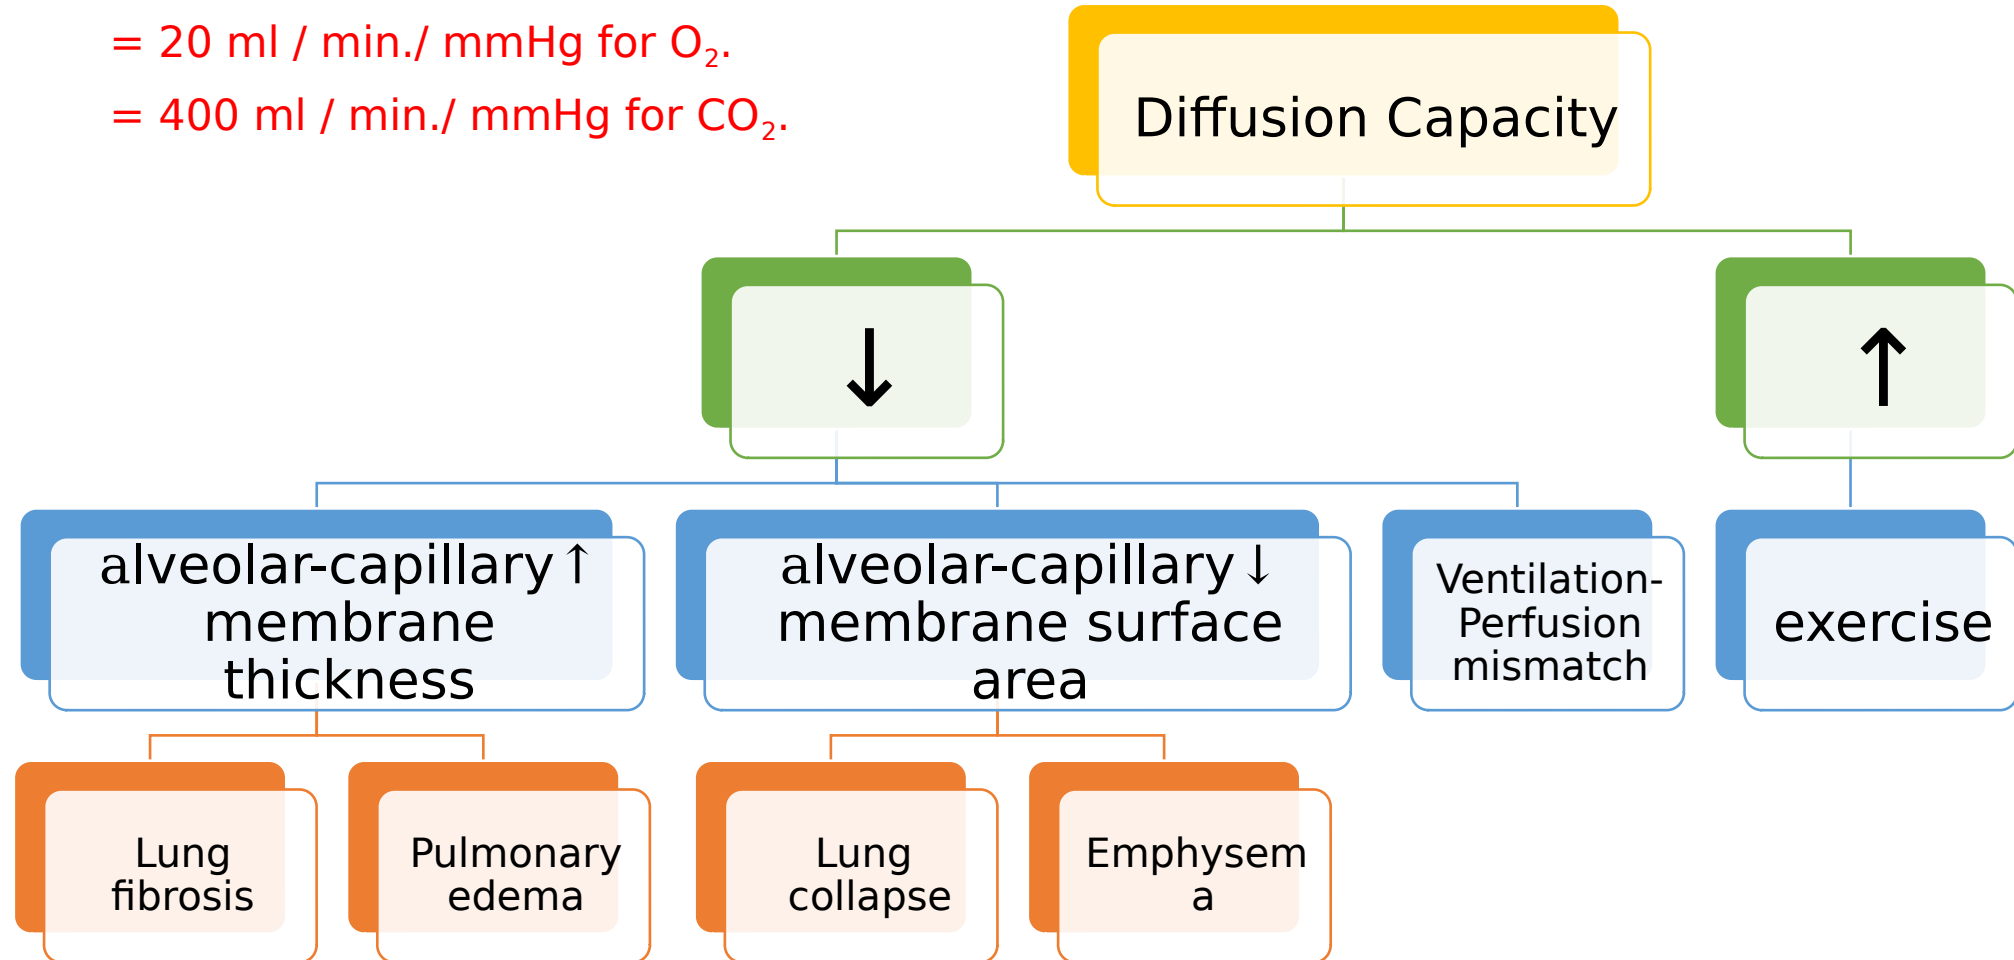 = 20 ml / min./ mmHg for O₂.
= 400 ml / min./ mmHg for CO₂.
Diffusion Capacity
↓
↑
alveolar-capillary↑
membrane
thickness
alveolar-capillary↓
membrane surface
area
Ventilation-
Perfusion
mismatch
exercise
Lung
fibrosis
Pulmonary
edema
Lung
collapse
Emphysem
a